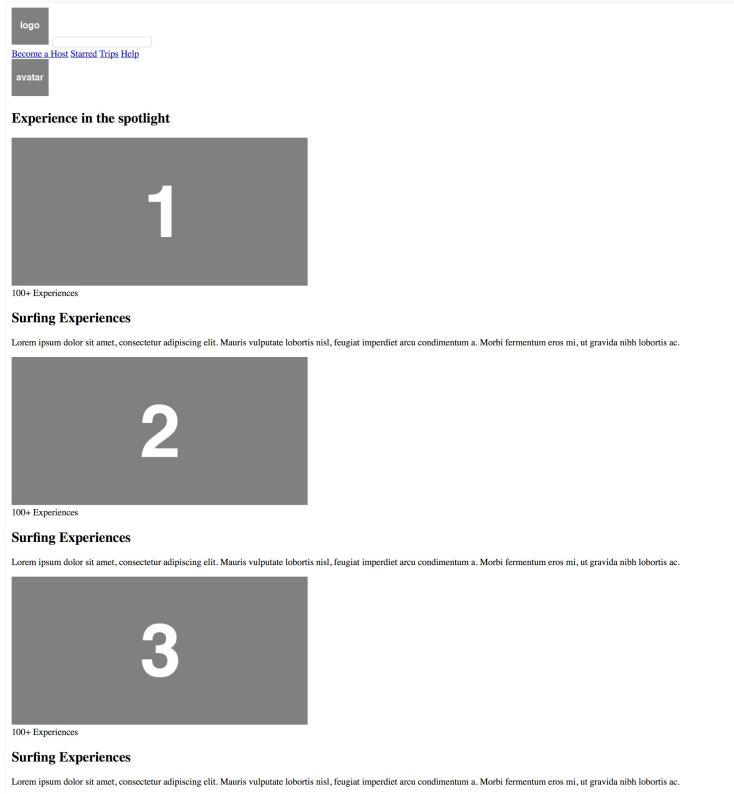 logo
Become a Host Starred Trips Help
avatar
Experience in the spotlight
1
100+ Experiences
Surfing Experiences
Lorem ipsum dolor sit amet, consectetur adipiscing elit. Mauris vulputate lobortis nisl, feugiat imperdiet arcu condimentum a. Morbi fermentum eros mi, ut gravida nibh lobortis ac.
2
100+ Experiences
Surfing Experiences
Lorem ipsum dolor sit amet, consectetur adipiscing elit. Mauris vulputate lobortis nisl, feugiat imperdiet arcu condimentum a. Morbi fermentum eros mi, ut gravida nibh lobortis ac.
3
100+ Experiences
Surfing Experiences
Lorem ipsum dolor sit amet, consectetur adipiscing elit. Mauris vulputate lobortis nisl, feugiat imperdiet arcu condimentum a. Morbi fermentum eros mi, ut gravida nibh lobortis ac.